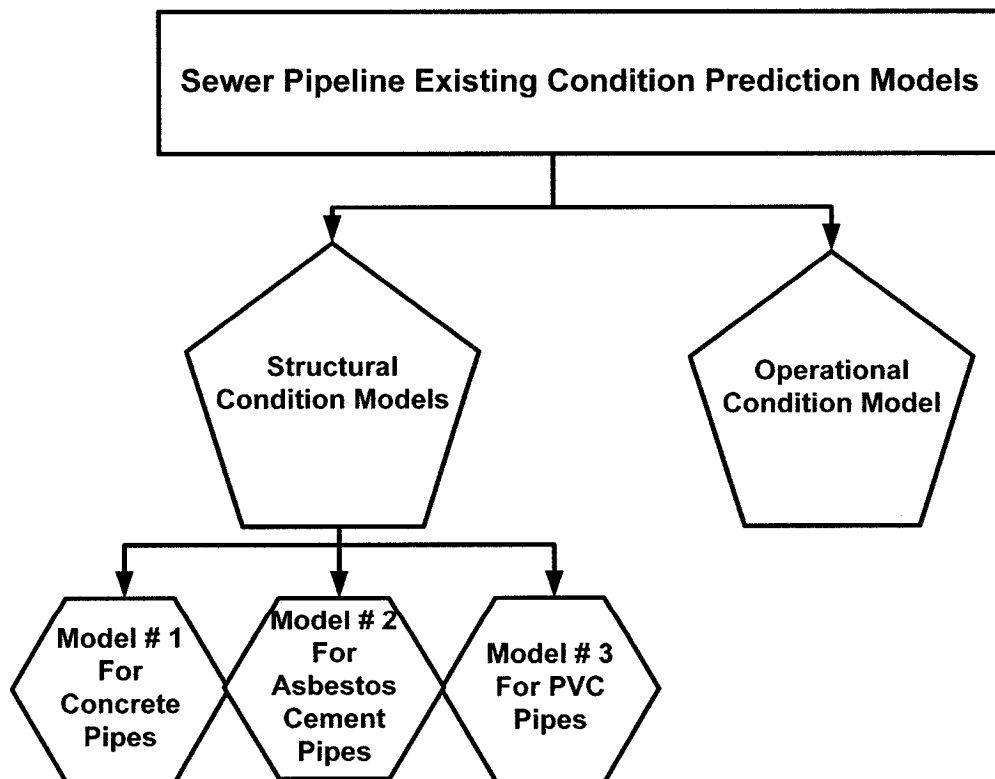 Sewer Pipeline Existing Condition Prediction Models
Structural
Condition Models
Operational
Condition Model
Model # 1
For
Concrete
Pipes
Model # 2
For
Asbestos
Cement
Pipes
Model # 3
For PVC
Pipes